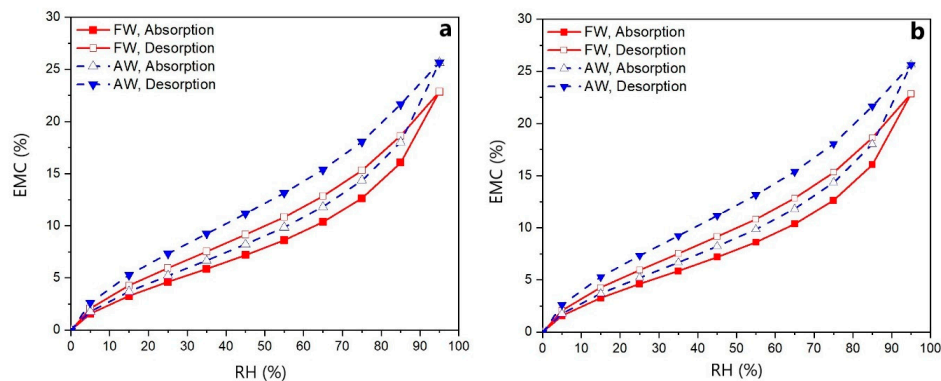 a
FW, Absorption
FW, Desorption
AW, Absorption
AW, Desorption
30
25
20
15
10
5
0
EMC (%)
0 10 20 30 40 50 60 70 80 90 100
RH (%)
b
FW, Absorption
FW, Desorption
AW, Absorption
AW, Desorption
30
25
20
15
10
5
0
EMC (%)
0 10 20 30 40 50 60 70 80 90 100
RH (%)